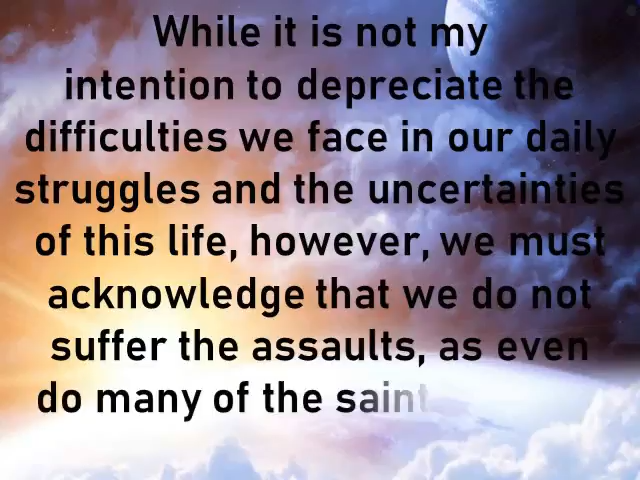 While it is not my
intention to depreciate the
difficulties we face in our daily
struggles and the uncertainties
of this life, however, we must
acknowledge that we do not
suffer the assaults, as even
do many of the saint